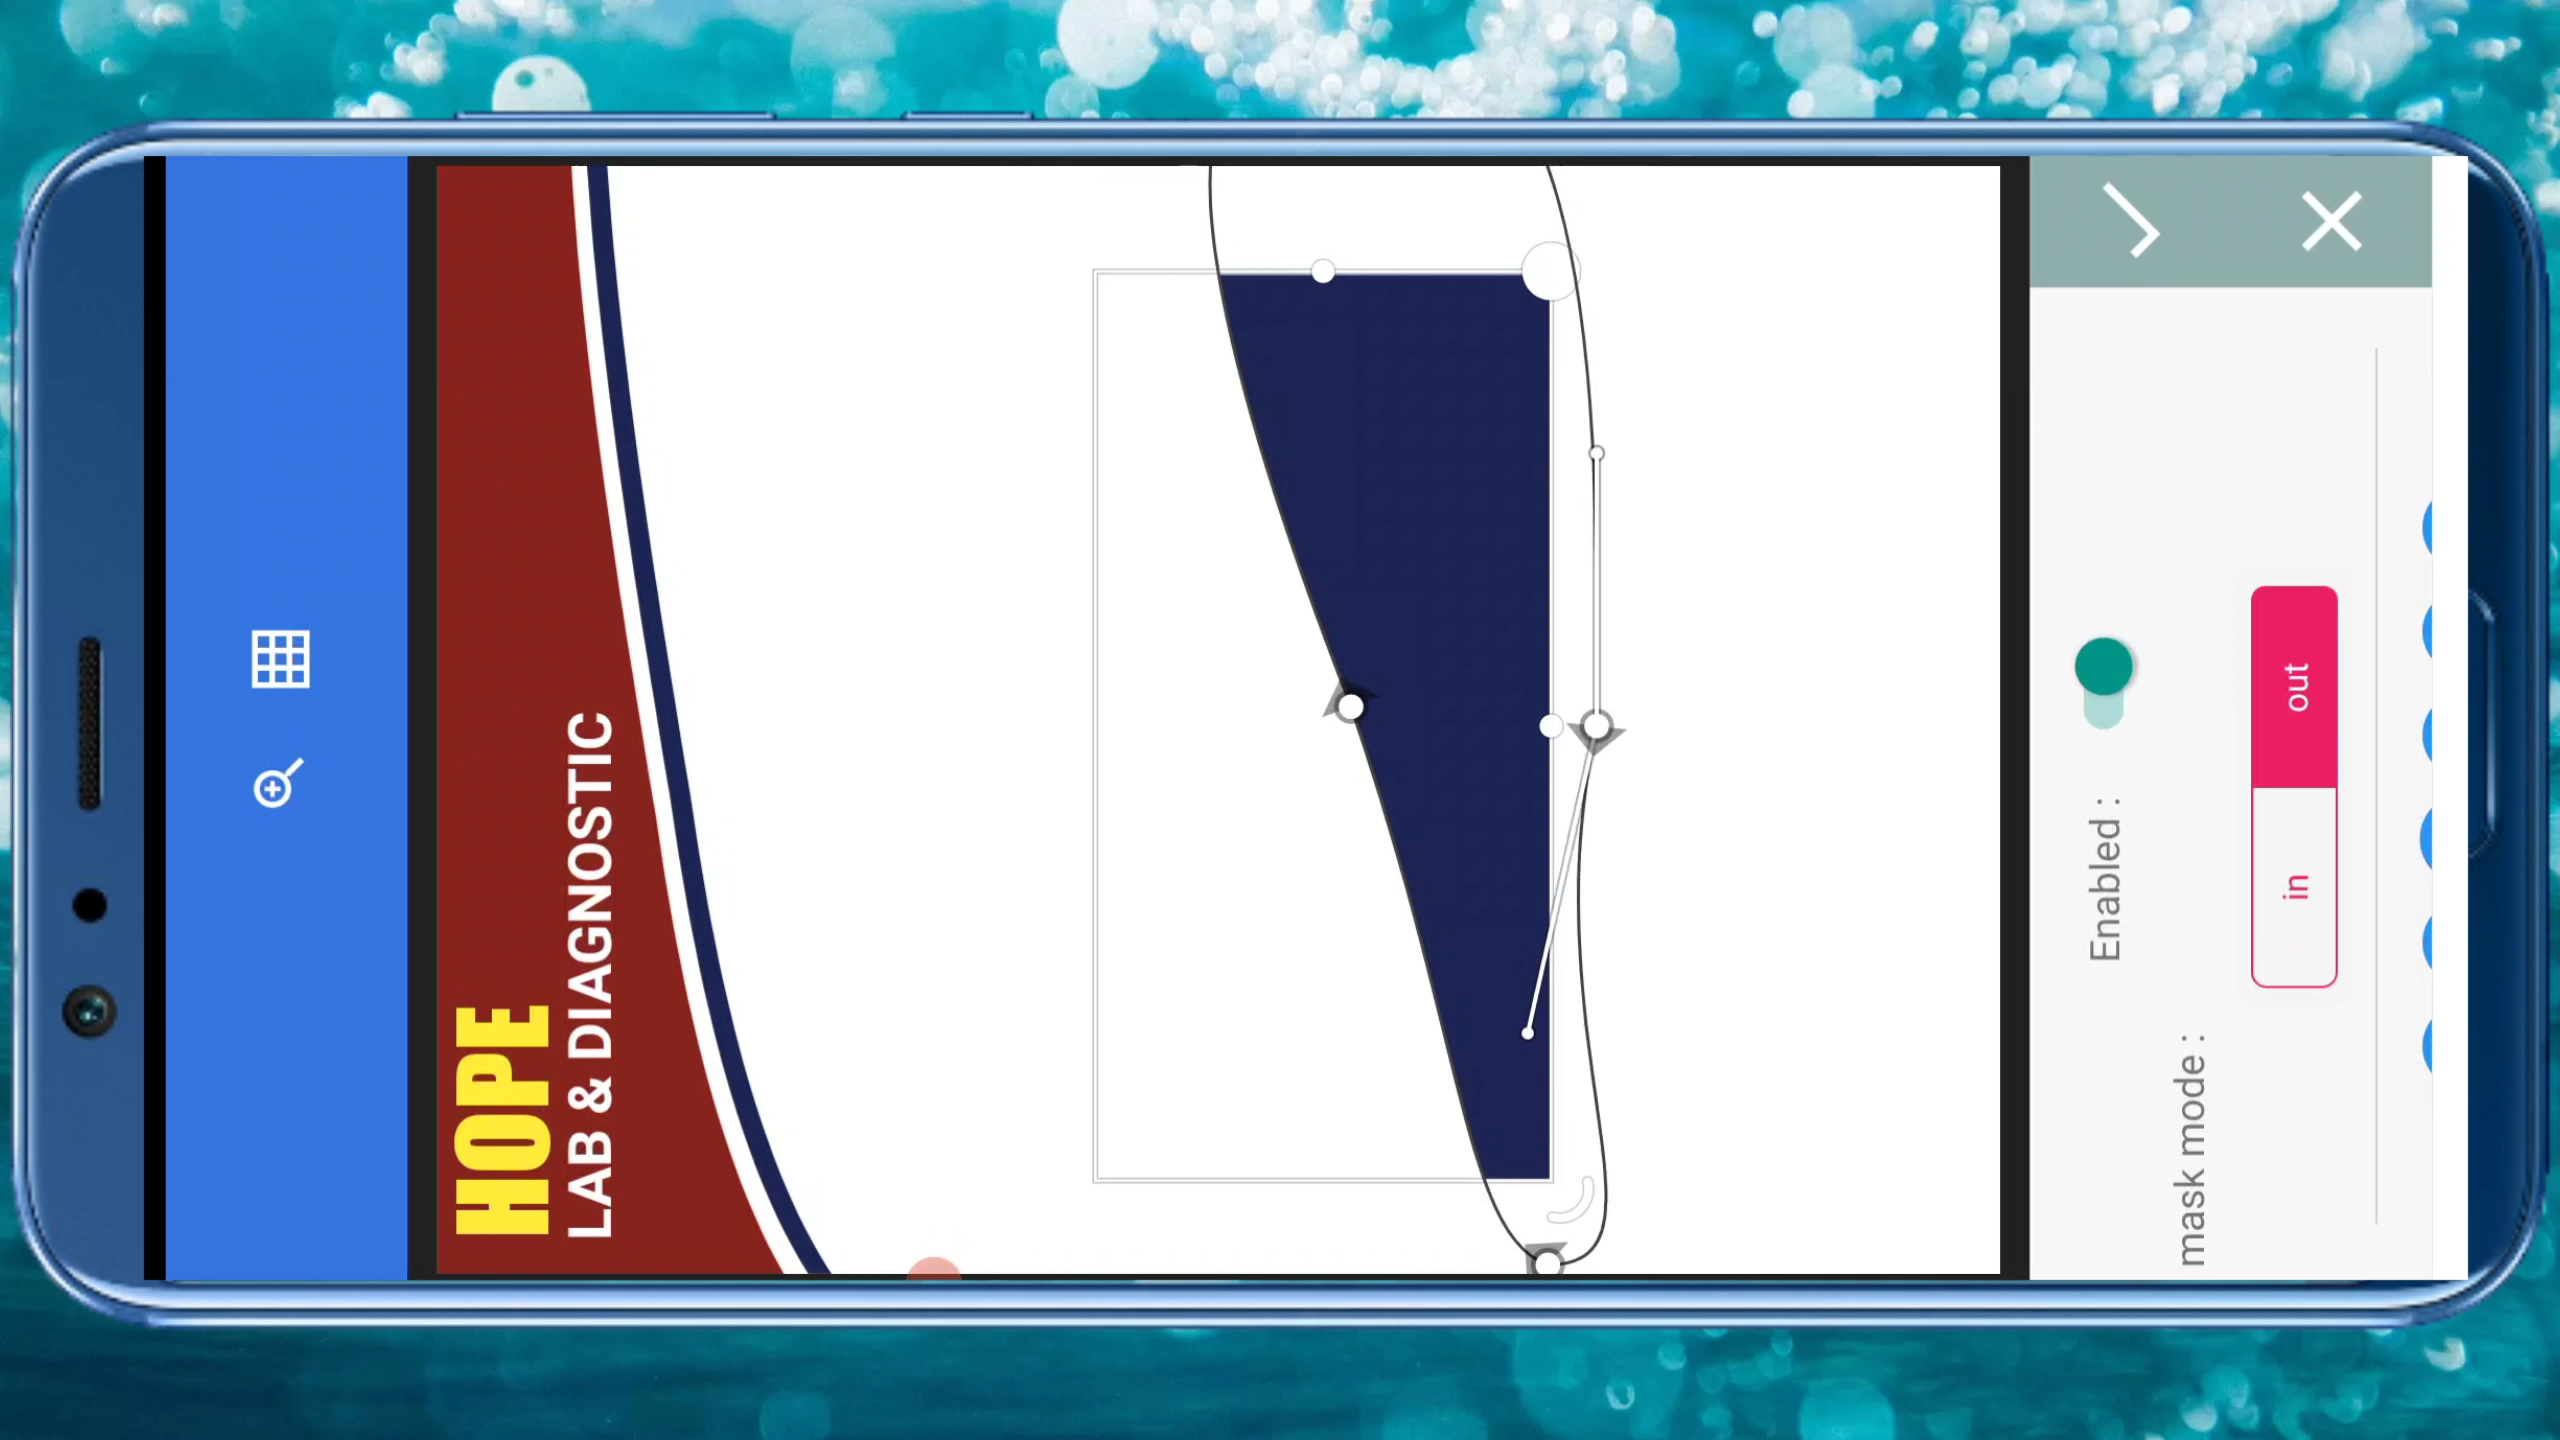 HOPE
LAB & DIAGNOSTIC
Enabled :
mask mode :
in out